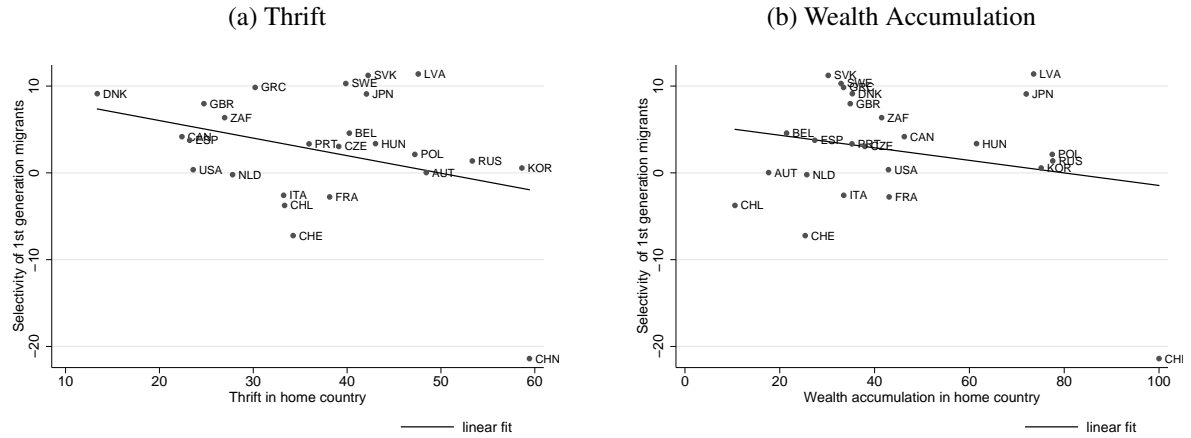 (a) Thrift
DNK
GBR
ZAF
GRC
CAN
ESP
USA
NLD
SVK
SWE
JPN
LVA
BEL
PRT
CZE
HUN
POL
AUT
RUS
KOR
ITA
CHL
FRA
CHE
CHN
Selectivity of 1st generation migrants
10
0
−10
−20
10 20 30 40 50 60
Thrift in home country
linear fit
(b) Wealth Accumulation
SVK
SWE
GRC
DNK
GBR
ZAF
BEL
ESP
PRT
CZE
CAN
HUN
LVA
JPN
POL
RUS
KOR
AUT
NLD
USA
ITA
FRA
CHL
CHE
Selectivity of 1st generation migrants
10
0
−10
−20
0 20 40 60 80 100
Wealth accumulation in home country
linear fit